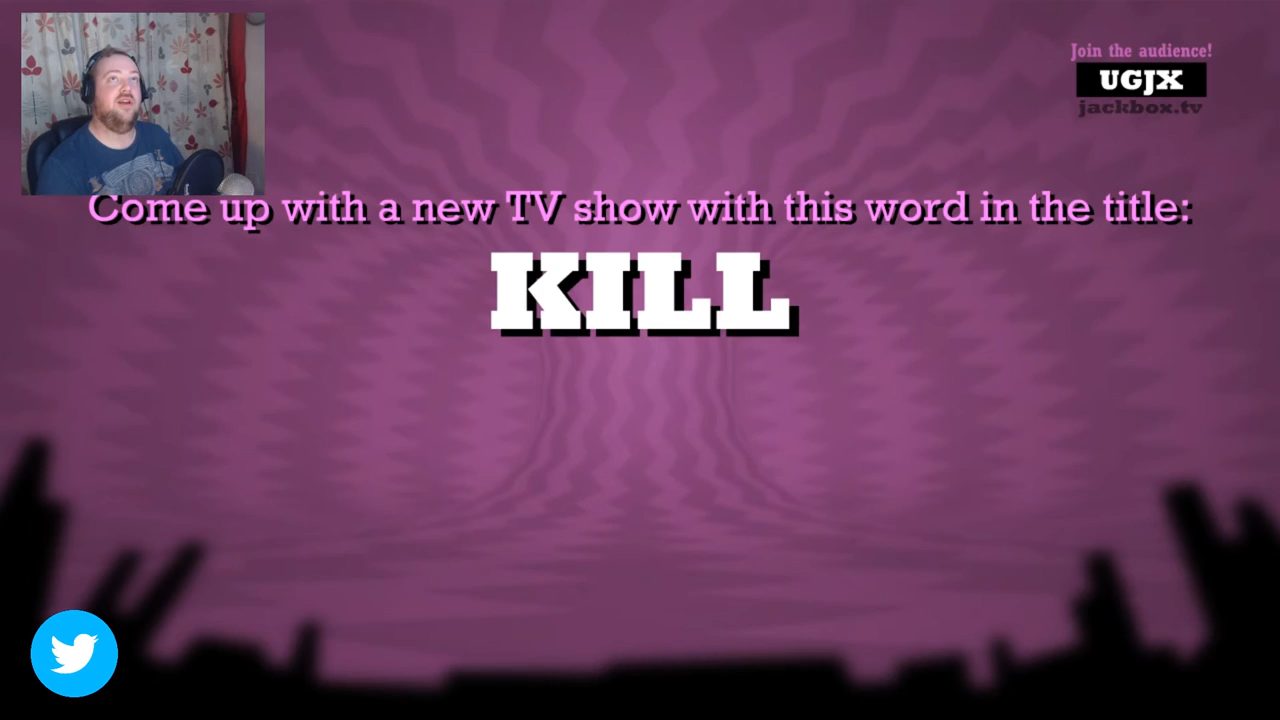 Join the audience!
UGJX
jackbox.tv
Come up with a new TV show with this word in the title:
KILL